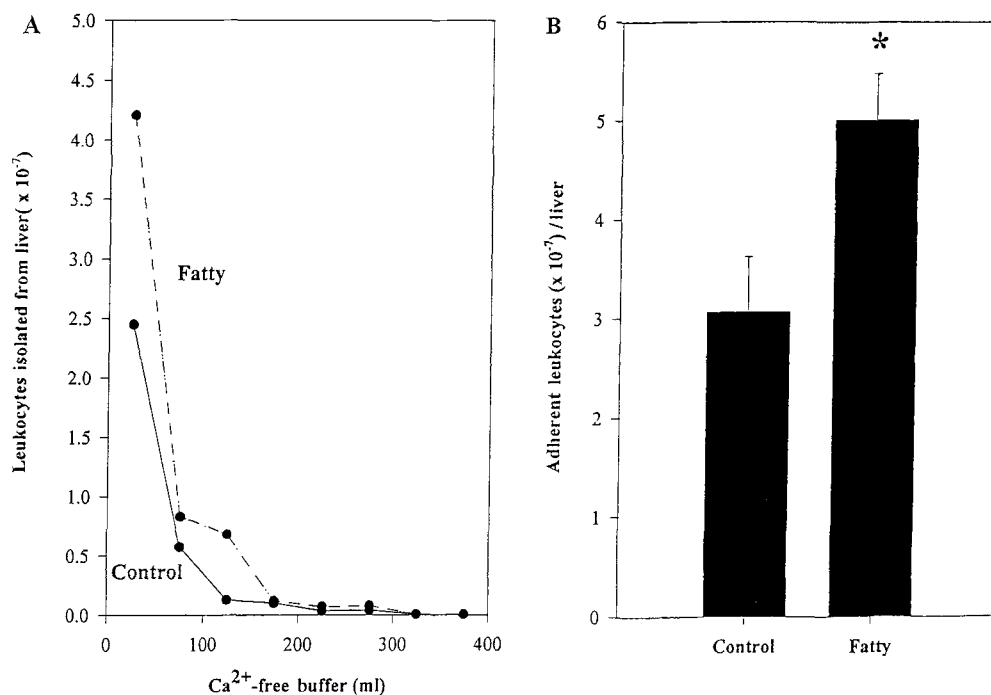 A
Leukocytes isolated from liver( x 10⁻⁷)
5.0
4.5
4.0
3.5
3.0
2.5
2.0
1.5
1.0
0.5
0.0
Fatty
Control
0 100 200 300 400
Ca²⁺-free buffer (ml)
B
Adherent leukocytes (x 10⁻⁷) / liver
6
5
4
3
2
1
0
*
Control Fatty